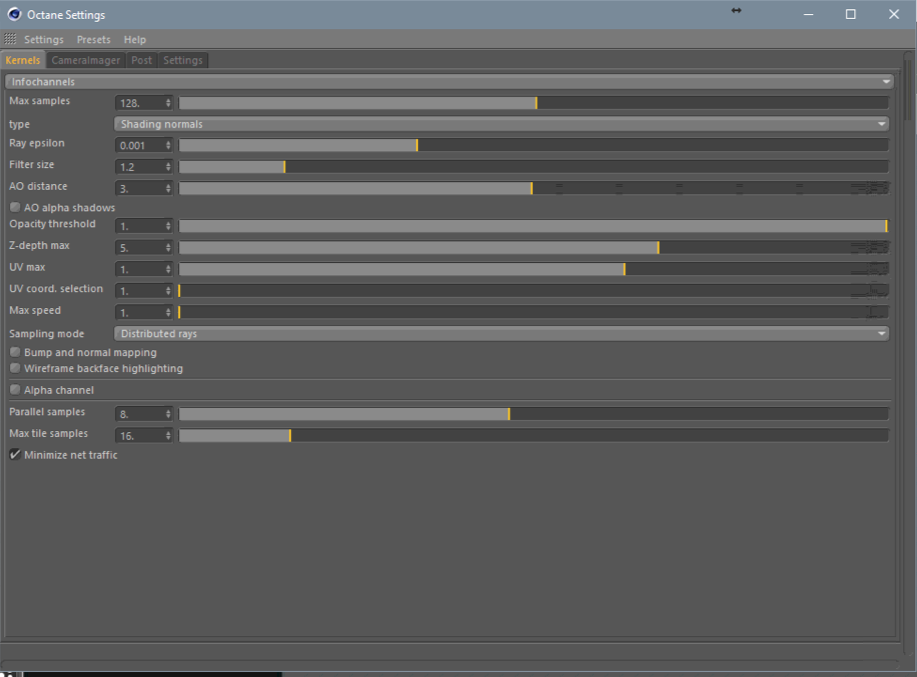 Octane Settings
Settings Presets Help
Kernels CameraImager Post Settings
Infochannels
Max samples 128.
type Shading normals
Ray epsilon 0.001
Filter size 1.2
AO distance 3.
AO alpha shadows
Opacity threshold 1.
Z-depth max 5.
UV max 1.
UV coord. selection 1.
Max speed 1.
Sampling mode Distributed rays
Bump and normal mapping
Wireframe backface highlighting
Alpha channel
Parallel samples 8.
Max tile samples 16.
Minimize net traffic